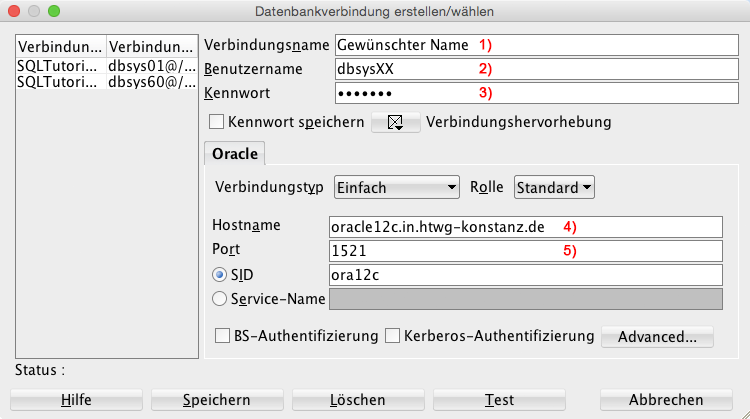 Datenbankverbindung erstellen/wählen
Verbindun... Verbindun...
SQLTutori... dbsys01@/...
SQLTutori... dbsys60@/...
Verbindungsname Gewünschter Name 1)
Benutzername dbsysXX 2)
Kennwort ••••••• 3)
Kennwort speichern Verbindungshervorhebung
Oracle
Verbindungstyp Einfach Rolle Standard
Hostname oracle12c.in.htwg-konstanz.de 4)
Port 1521 5)
SID ora12c
Service-Name
BS-Authentifizierung Kerberos-Authentifizierung Advanced...
Status :
Hilfe Speichern Löschen Test Abbrechen